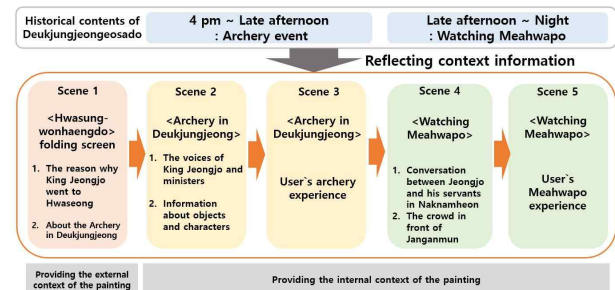 Historical contents of
Deukjungjeongeosado
4 pm ~ Late afternoon
: Archery event
Late afternoon ~ Night
: Watching Meahwapo
Reflecting context information
Scene 1
<Hwasung-
wonhaengdo>
folding screen
1. The reason why
King Jeongjo
went to
Hwaseong
2. About the Archery
in Deukjungjeong
Scene 2
<Archery in
Deukjungjeong>
1. The voices of
King Jeongjo and
ministers
2. Information
about objects
and characters
Scene 3
<Archery in
Deukjungjeong>
User`s archery
experience
Scene 4
<Watching
Meahwapo>
1. Conversation
between Jeongjo
and his servants
in Naknamheon
2. The crowd in
front of
Janganmun
Scene 5
<Watching
Meahwapo>
User`s
Meahwapo
experience
Providing the external
context of the painting
Providing the internal context of the painting